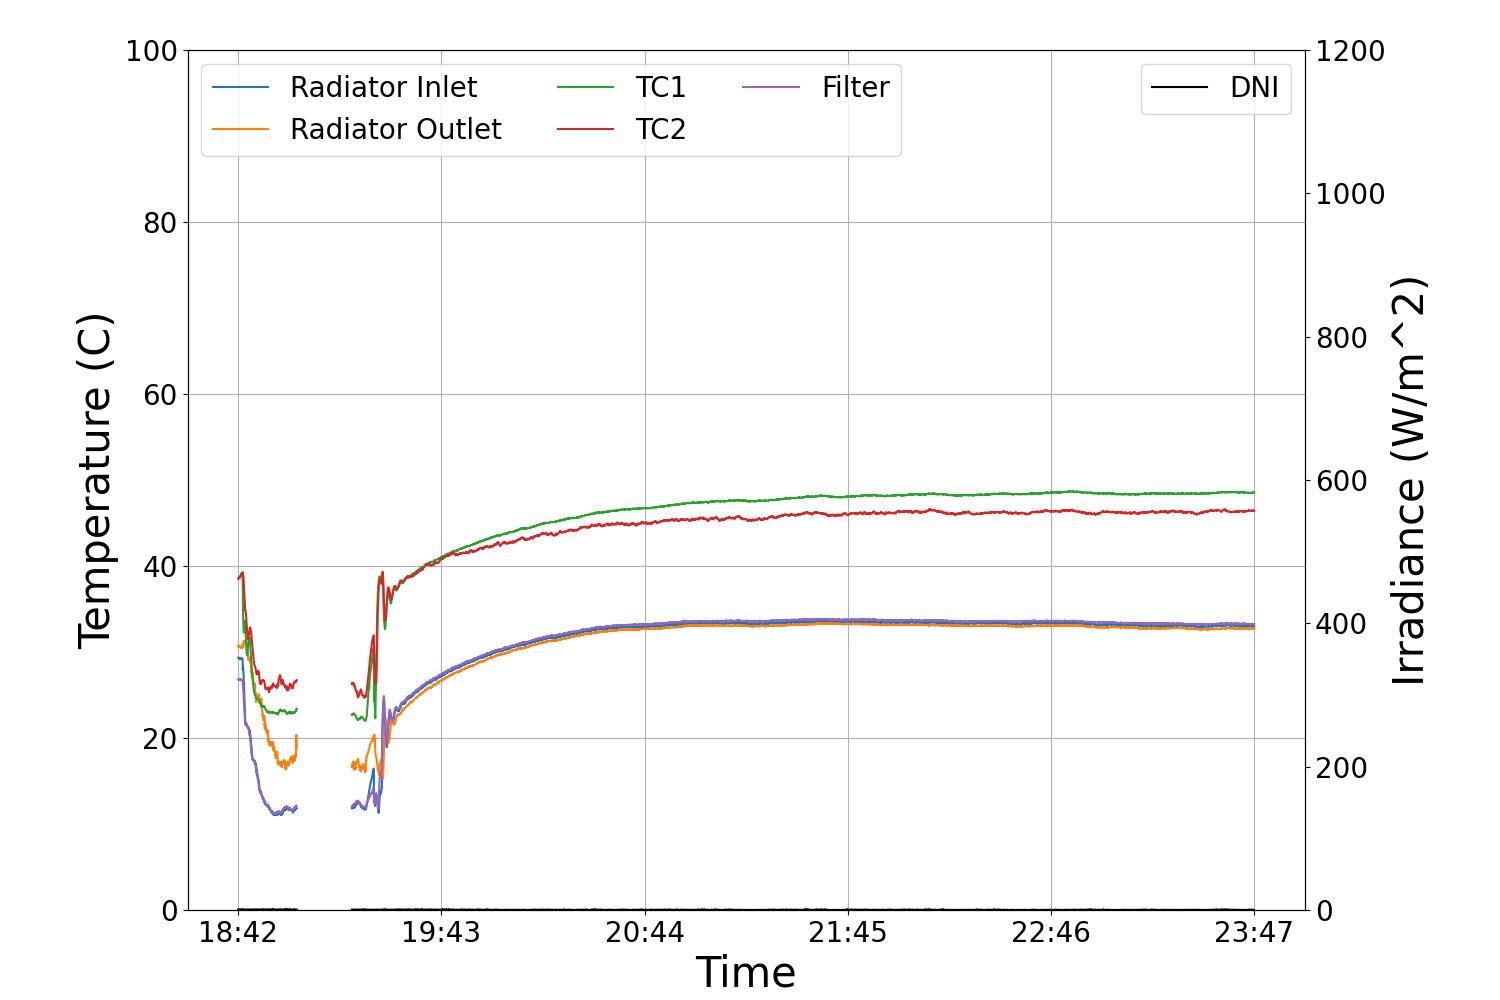 Radiator Inlet
Radiator Outlet
TC1
TC2
Filter
DNI
Temperature (C)
100
80
60
40
20
0
Irradiance (W/m^2)
1200
1000
800
600
400
200
0
18:42 19:43 20:44 21:45 22:46 23:47
Time